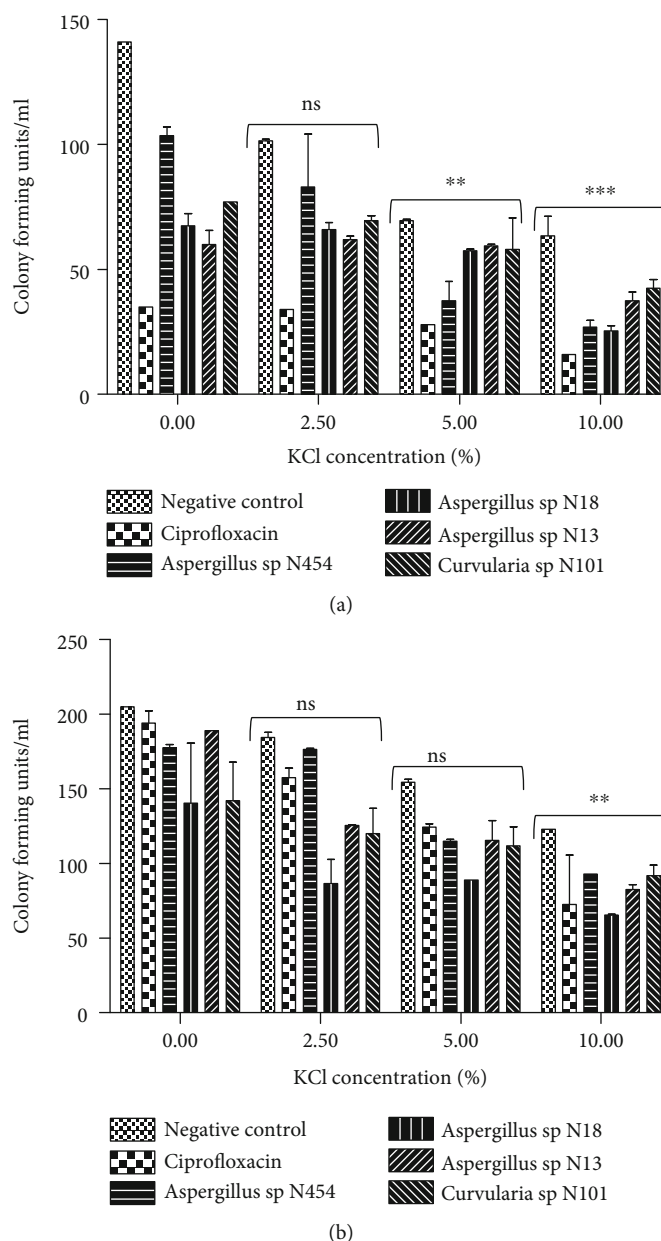 150
100
50
0
Colony forming units/ml
ns
**
***
0.00 2.50 5.00 10.00
KCl concentration (%)
Negative control
Ciprofloxacin
Aspergillus sp N454
Aspergillus sp N18
Aspergillus sp N13
Curvularia sp N101
(a)
250
200
150
100
50
0
Colony forming units/ml
ns
ns
**
0.00 2.50 5.00 10.00
KCl concentration (%)
Negative control
Ciprofloxacin
Aspergillus sp N454
Aspergillus sp N18
Aspergillus sp N13
Curvularia sp N101
(b)